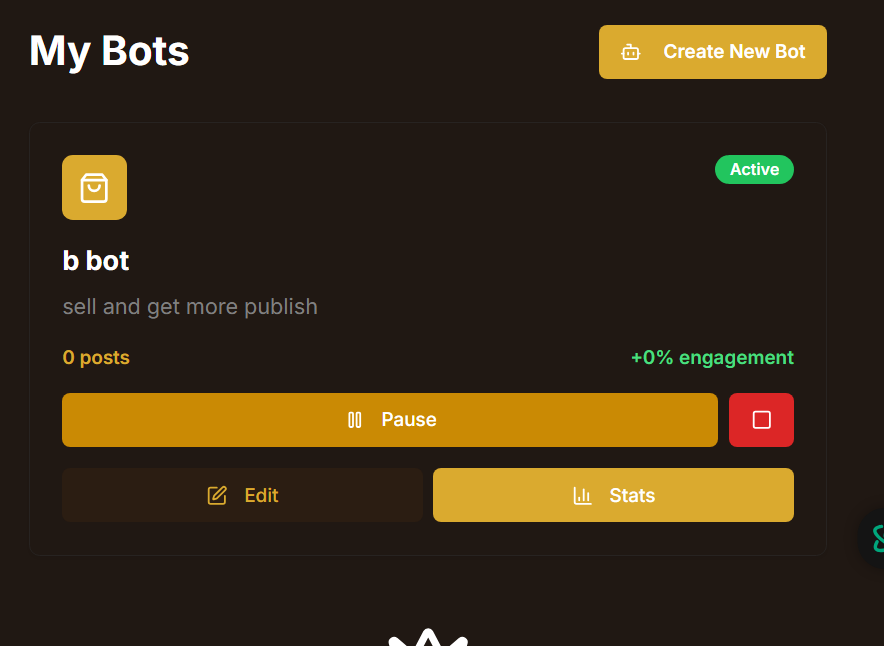 My Bots
Create New Bot
Active
b bot
sell and get more publish
0 posts
+0% engagement
Pause
Edit
Stats